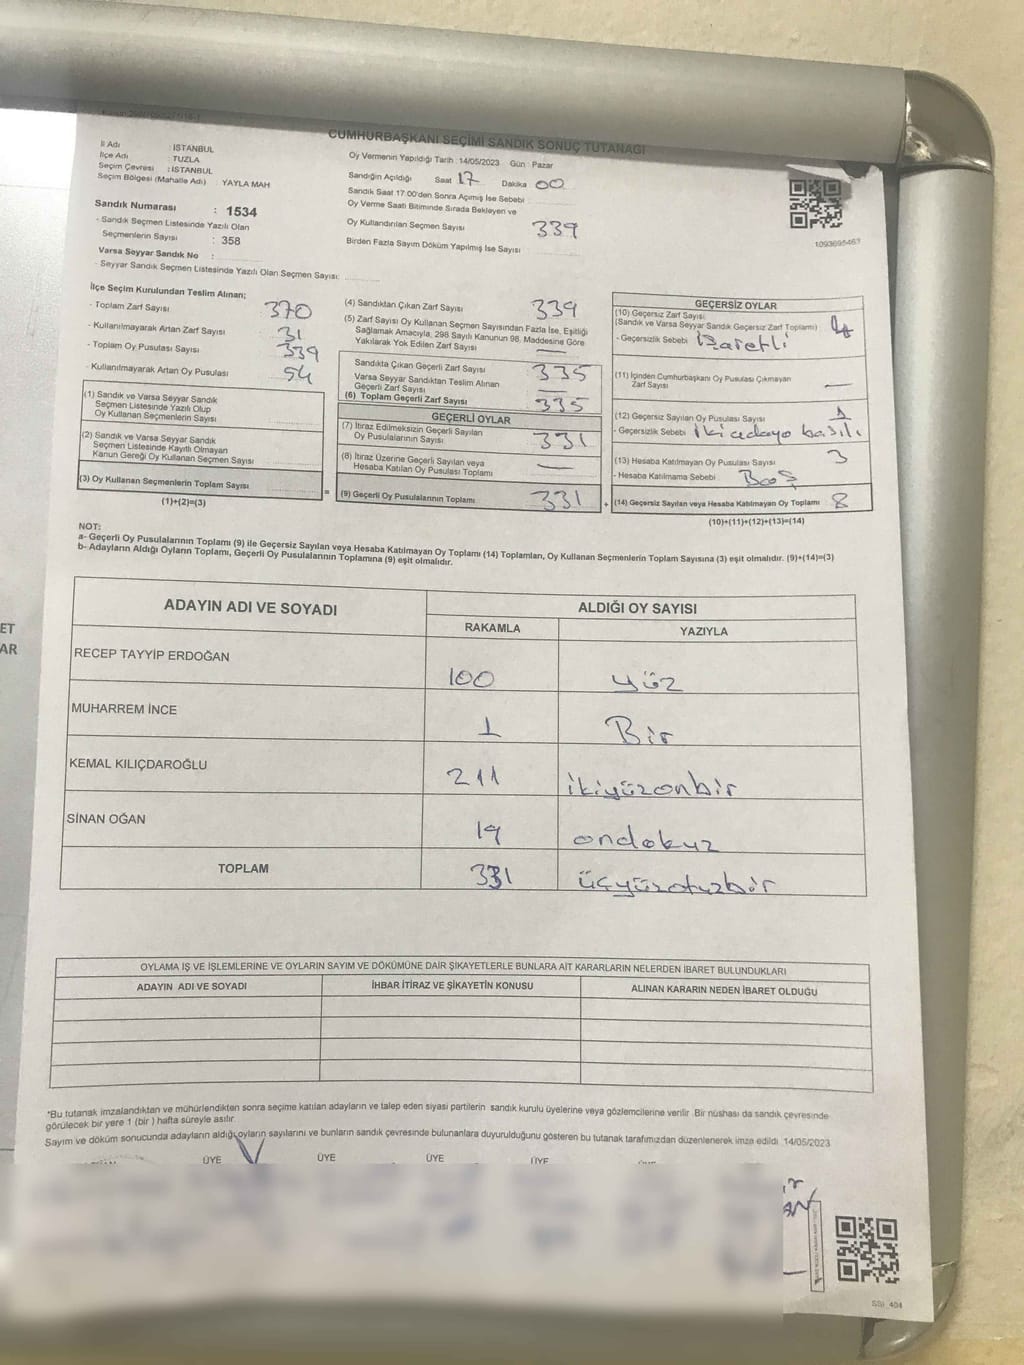 CUMHURBAŞKANI SEÇİMİ SANDIK SONUÇ TUTANAĞI
İl Adı : İSTANBUL
İlçe Adı : TUZLA
Seçim Çevresi : İSTANBUL
Seçim Bölgesi (Mahalle Adı) : YAYLA MAH
Sandık Numarası : 1534
- Sandık Seçmen Listesinde Yazılı Olan
Seçmenlerin Sayısı : 358
Varsa Seyyar Sandık No :
- Seyyar Sandık Seçmen Listesinde Yazılı Olan Seçmen Sayısı:
Oy Vermenin Yapıldığı Tarih : 14/05/2023 Gün : Pazar
Sandığın Açıldığı Saat 17 Dakika 00
Sandık Saat 17.00'den Sonra Açımış İse Sebebi
Oy Verme Saati Bitiminde Sırada Bekleyen ve
Oy Kullandırılan Seçmen Sayısı 339
Birden Fazla Sayım Döküm Yapılmış İse Sayısı
1093695463
İlçe Seçim Kurulundan Teslim Alınan;
- Toplam Zarf Sayısı 370
- Kullanılmayarak Artan Zarf Sayısı 31
- Toplam Oy Pusulası Sayısı 339
- Kullanılmayarak Artan Oy Pusulası 54
(1) Sandık ve Varsa Seyyar Sandık
Seçmen Listesinde Yazılı Olup
Oy Kullanan Seçmenlerin Sayısı
(2) Sandık ve Varsa Seyyar Sandık
Seçmen Listesinde Kayıtlı Olmayan
Kanun Gereği Oy Kullanan Seçmen Sayısı
(3) Oy Kullanan Seçmenlerin Toplam Sayısı
(1)+(2)=(3)
=
(4) Sandıktan Çıkan Zarf Sayısı 339
(5) Zarf Sayısı Oy Kullanan Seçmen Sayısından Fazla İse, Eşitliği
Sağlamak Amacıyla, 298 Sayılı Kanunun 98. Maddesine Göre
Yakılarak Yok Edilen Zarf Sayısı —
Sandıkta Çıkan Geçerli Zarf Sayısı 335
Varsa Seyyar Sandıktan Teslim Alınan
Geçerli Zarf Sayısı —
(6) Toplam Geçerli Zarf Sayısı 335
GEÇERLİ OYLAR
(7) İtiraz Edilmeksizin Geçerli Sayılan
Oy Pusulalarının Sayısı 331
(8) İtiraz Üzerine Geçerli Sayılan veya
Hesaba Katılan Oy Pusulası Toplamı —
(9) Geçerli Oy Pusulalarının Toplamı 331
+
GEÇERSİZ OYLAR
(10) Geçersiz Zarf Sayısı
(Sandık ve Varsa Seyyar Sandık Geçersiz Zarf Toplamı) 4
- Geçersizlik Sebebi İşaretli
(11) İçinden Cumhurbaşkanı Oy Pusulası Çıkmayan
Zarf Sayısı —
(12) Geçersiz Sayılan Oy Pusulası Sayısı 1
- Geçersizlik Sebebi iki adaya basılı
(13) Hesaba Katılmayan Oy Pusulası Sayısı 3
- Hesaba Katılmama Sebebi Boş
(14) Geçersiz Sayılan veya Hesaba Katılmayan Oy Toplamı 8
(10)+(11)+(12)+(13)=(14)
NOT:
a- Geçerli Oy Pusulalarının Toplamı (9) ile Geçersiz Sayılan veya Hesaba Katılmayan Oy Toplamı (14) Toplamları, Oy Kullanan Seçmenlerin Toplam Sayısına (3) eşit olmalıdır. (9)+(14)=(3)
b- Adayların Aldığı Oyların Toplamı, Geçerli Oy Pusulalarının Toplamına (9) eşit olmalıdır.
ADAYIN ADI VE SOYADI ALDIĞI OY SAYISI
RAKAMLA YAZIYLA
RECEP TAYYİP ERDOĞAN 100 yüz
MUHARREM İNCE 1 Bir
KEMAL KILIÇDAROĞLU 211 ikiyüzonbir
SİNAN OĞAN 19 ondokuz
TOPLAM 331 üçyüzotuzbir
OYLAMA İŞ VE İŞLEMLERİNE VE OYLARIN SAYIM VE DÖKÜMÜNE DAİR ŞİKAYETLERLE BUNLARA AİT KARARLARIN NELERDEN İBARET BULUNDUKLARI
ADAYIN ADI VE SOYADI İHBAR İTİRAZ VE ŞİKAYETİN KONUSU ALINAN KARARIN NEDEN İBARET OLDUĞU
*Bu tutanak imzalandıktan ve mühürlendikten sonra seçime katılan adayların ve talep eden siyasi partilerin sandık kurulu üyelerine veya gözlemcilerine verilir. Bir nüshası da sandık çevresinde
görülecek bir yere 1 (bir) hafta süreyle asılır.
Sayım ve döküm sonucunda adayların aldığı oyların sayılarını ve bunların sandık çevresinde bulunanlara duyurulduğunu gösteren bu tutanak tarafımızdan düzenlenerek imza edildi. 14/05/2023
ÜYE ÜYE ÜYE ÜYE
SSI 404
ET
AR